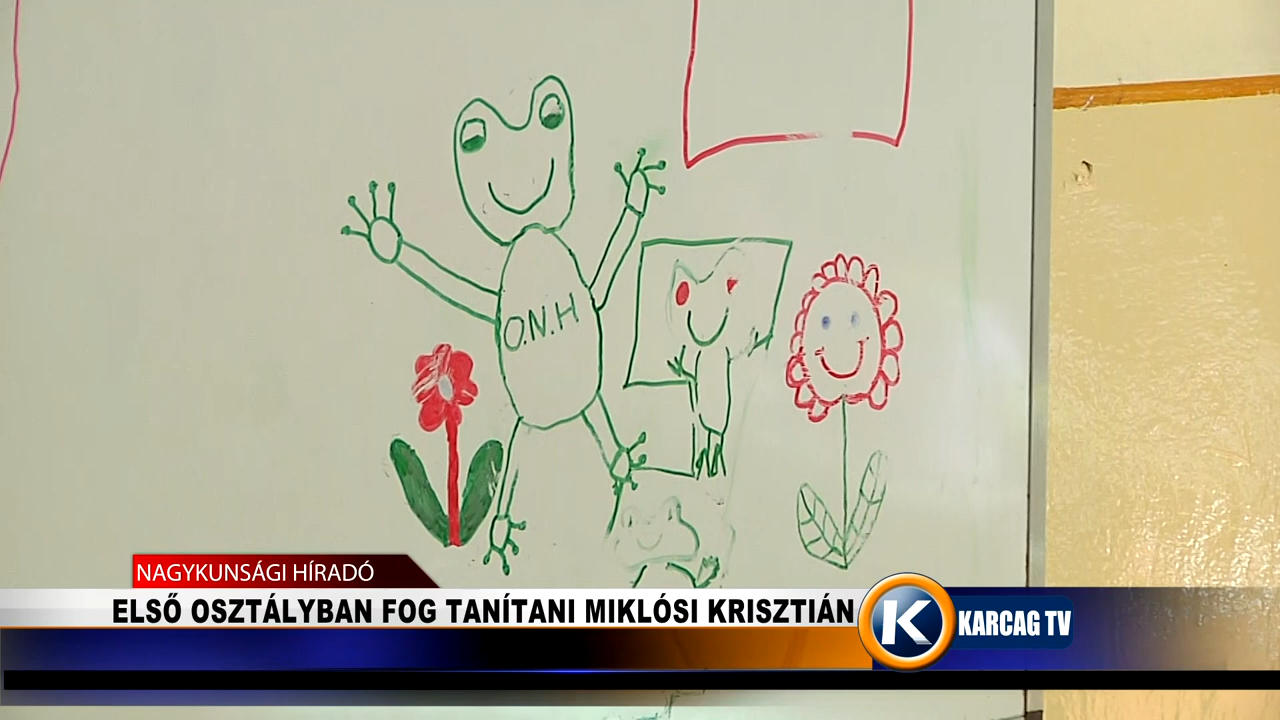 O.N.H
NAGYKUNSÁGI HÍRADÓ
ELSŐ OSZTÁLYBAN FOG TANÍTANI MIKLÓSI KRISZTIÁN
K KARCAG TV